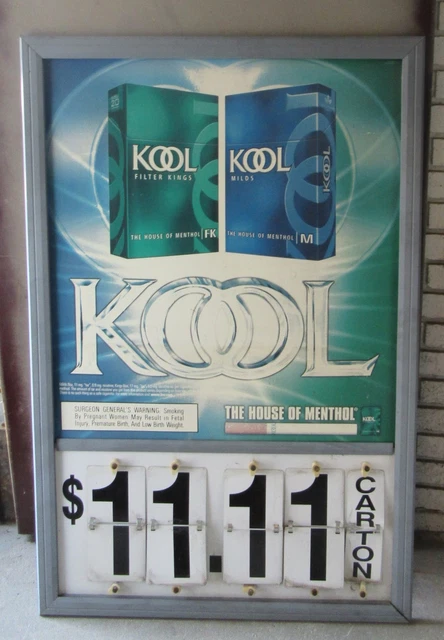 KOOL
FILTER KINGS
THE HOUSE OF MENTHOL FK
KOOL
MILDS
THE HOUSE OF MENTHOL M
KOOL
KOOL
SURGEON GENERAL'S WARNING: Smoking
By Pregnant Women May Result in Fetal
Injury, Premature Birth, And Low Birth Weight.
THE HOUSE OF MENTHOL
$11.11 CARTON